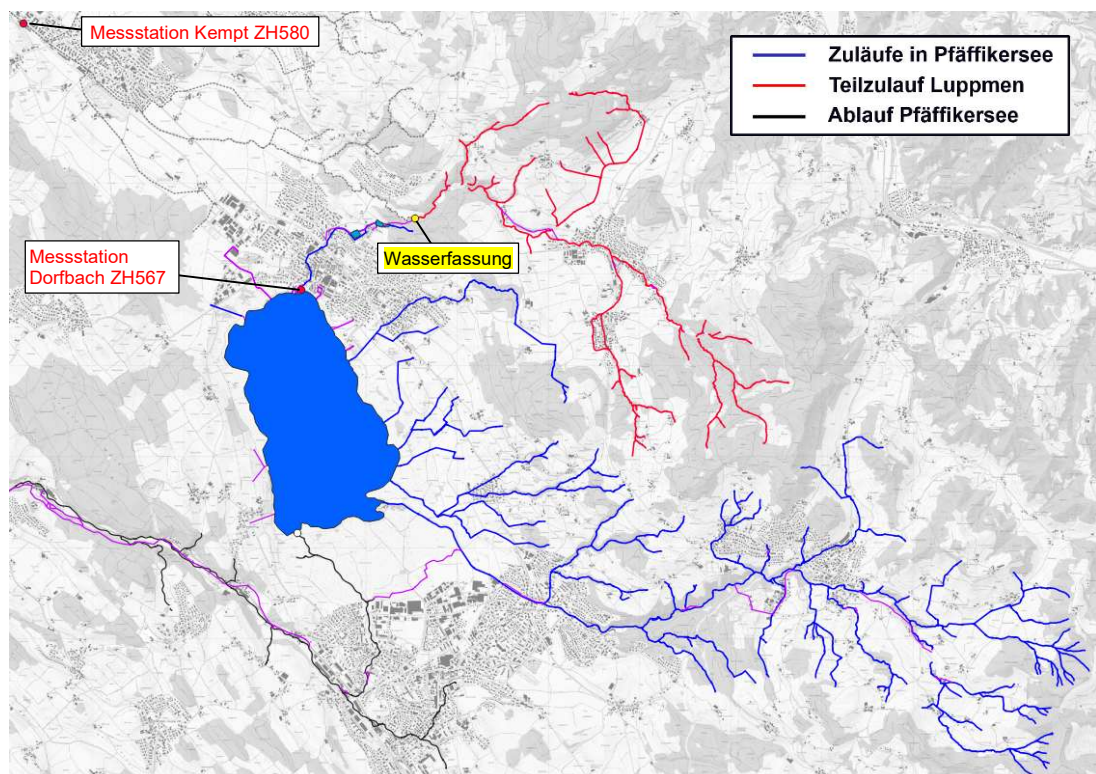 Messstation Kempt ZH580
Zuläufe in Pfäffikersee
Teilzulauf Luppmen
Ablauf Pfäffikersee
Wasserfassung
Messstation
Dorfbach ZH567